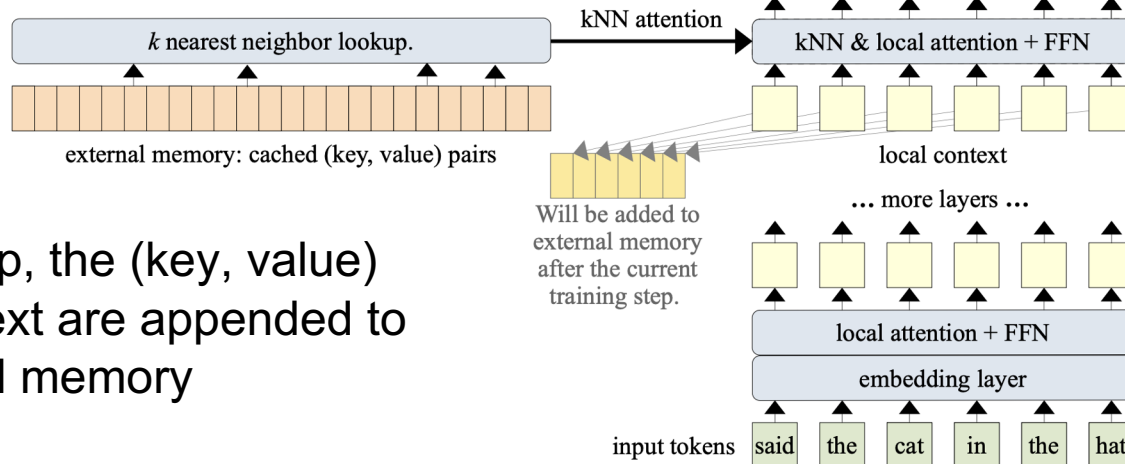 kNN attention
k nearest neighbor lookup.
kNN & local attention + FFN
external memory: cached (key, value) pairs
local context
... more layers ...
Will be added to
external memory
after the current
training step.
p, the (key, value)
ext are appended to
l memory
local attention + FFN
embedding layer
input tokens said the cat in the hat